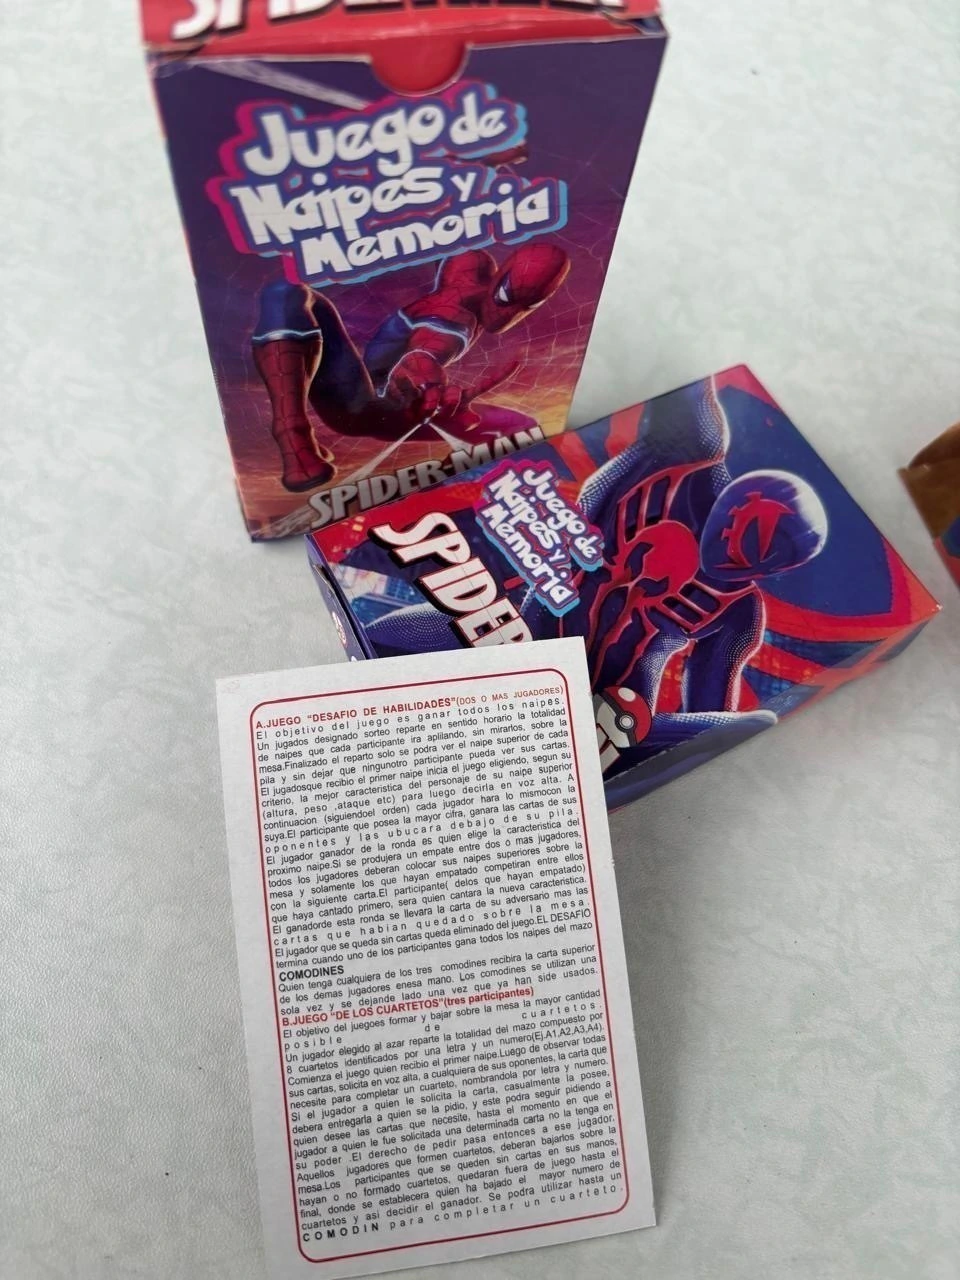 SPIDER-MAN
Juego de
Naipes y
Memoria
SPIDER-MAN
Juego de
Naipes y
Memoria
SPIDER
A.JUEGO "DESAFIO DE HABILIDADES"(DOS O MAS JUGADORES)
El objetivo del juego es ganar todos los naipes.
Un jugados designado sorteo reparte en sentido horario la totalidad
de naipes que cada participante ira aplilando, sin mirarlos, sobre la
mesa.Finalizado el reparto solo se podra ver el naipe superior de cada
pila y sin dejar que ningunotro participante pueda ver sus cartas.
El jugadosque recibio el primer naipe inicia el juego eligiendo, segun su
criterio, la mejor caracteristica del personaje de su naipe superior
(altura, peso ,ataque etc) para luego decirla en voz alta. A
continuacion (siguiendoel orden) cada jugador hara lo mismocon la
suya.El participante que posea la mayor cifra, ganara las cartas de sus
oponentes y las ubucara debajo de su pila.
El jugador ganador de la ronda es quien elige la caracteristica del
proximo naipe.Si se produjera un empate entre dos o mas jugadores,
todos los jugadores deberan colocar sus naipes superiores sobre la
mesa y solamente los que hayan empatado competiran entre ellos
con la siguiente carta.El participante( delos que hayan empatado)
que haya cantado primero, sera quien cantara la nueva caracteristica.
El ganadorde esta ronda se llevara la carta de su adversario mas las
cartas que habian quedado sobre la mesa.
El jugador que se queda sin cartas queda eliminado del juego.EL DESAFIO
termina cuando uno de los participantes gana todos los naipes del mazo
COMODINES
Quien tenga cualquiera de los tres comodines recibira la carta superior
de los demas jugadores enesa mano. Los comodines se utilizan una
sola vez y se dejande lado una vez que ya han side usados.
B.JUEGO "DE LOS CUARTETOS"(tres participantes)
El objetivo del juegoes formar y bajar sobre la mesa la mayor cantidad
posible de cuartetos.
Un jugador elegido al azar reparte la totalidad del mazo compuesto por
8 cuartetos identificados por una letra y un numero(Ej.A1,A2,A3,A4).
Comienza el juego quien recibio el primer naipe.Luego de observar todas
sus cartas, solicita en voz alta, a cualquiera de sus oponentes, la carta que
necesite para completar un cuarteto, nombrandola por letra y numero.
Si el jugador a quien le solicita la carta, casualmente la posee,
debera entregarla a quien se la pidio, y este podra seguir pidiendo a
quien desee las cartas que necesite, hasta el momento en que el
jugador a quien le fue solicitada una determinada carta no la tenga en
su poder .El derecho de pedir pasa entonces a ese jugador.
Aquellos jugadores que formen cuartetos, deberan bajarlos sobre la
mesa.Los participantes que se queden sin cartas en sus manos,
hayan o no formado cuartetos, quedaran fuera de juego hasta el
final, donde se establecera quien ha bajado el mayor numero de
cuartetos y asi decidir el ganador. Se podra utilizar hasta un
COMODIN para completar un cuarteto.